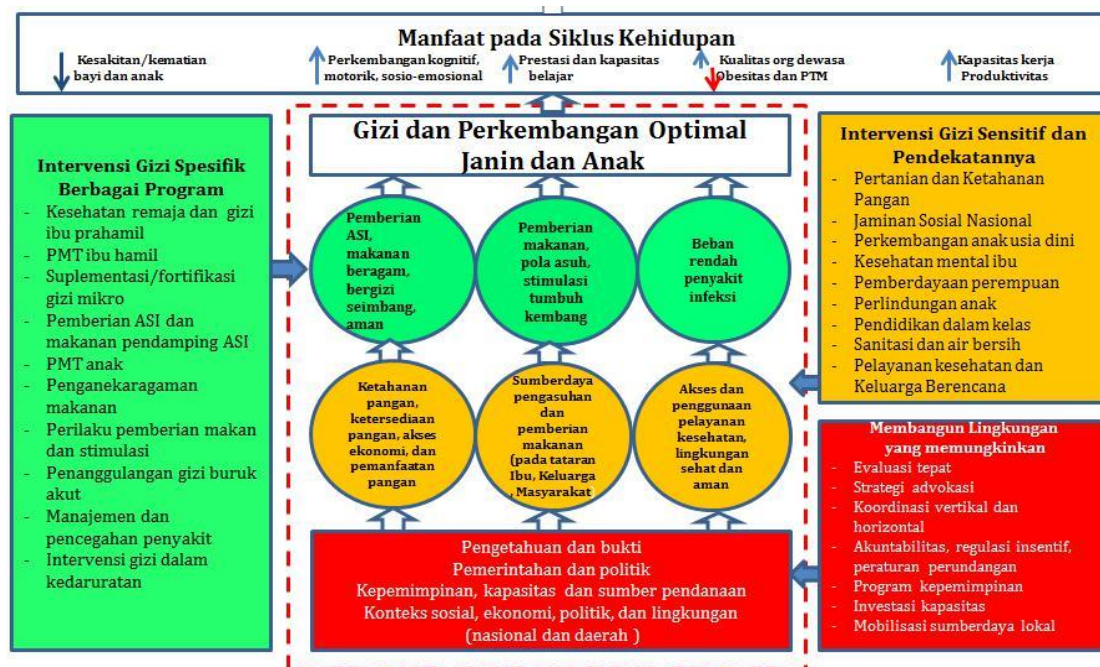 Manfaat pada Siklus Kehidupan
Kesakitan/kematian
bayi dan anak
Perkembangan kognitif,
motorik, sosio-emosional
Prestasi dan kapasitas
belajar
Kualitas org dewasa
Obesitas dan PTM
Kapasitas kerja
Produktivitas
Intervensi Gizi Spesifik
Berbagai Program
- Kesehatan remaja dan gizi
ibu prahamil
- PMT ibu hamil
- Suplementasi/fortifikasi
gizi mikro
- Pemberian ASI dan
makanan pendamping ASI
- PMT anak
- Penganekaragaman
makanan
- Perilaku pemberian makan
dan stimulasi
- Penanggulangan gizi buruk
akut
- Manajemen dan
pencegahan penyakit
- Intervensi gizi dalam
kedaruratan
Gizi dan Perkembangan Optimal
Janin dan Anak
Pemberian
ASI,
makanan
beragam,
bergizi
seimbang,
aman
Pemberian
makanan,
pola asuh,
stimulasi
tumbuh
kembang
Beban
rendah
penyakit
infeksi
Ketahanan
pangan,
ketersediaan
pangan, akses
ekonomi, dan
pemanfaatan
pangan
Sumberdaya
pengasuhan
dan
pemberian
makanan
(pada tataran
Ibu, Keluarga
, Masyarakat)
Akses dan
penggunaan
pelayanan
kesehatan,
lingkungan
sehat dan
aman
Pengetahuan dan bukti
Pemerintahan dan politik
Kepemimpinan, kapasitas dan sumber pendanaan
Konteks sosial, ekonomi, politik, dan lingkungan
(nasional dan daerah )
Intervensi Gizi Sensitif dan
Pendekatannya
- Pertanian dan Ketahanan
Pangan
- Jaminan Sosial Nasional
- Perkembangan anak usia dini
- Kesehatan mental ibu
- Pemberdayaan perempuan
- Perlindungan anak
- Pendidikan dalam kelas
- Sanitasi dan air bersih
- Pelayanan kesehatan dan
Keluarga Berencana
Membangun Lingkungan
yang memungkinkan
- Evaluasi tepat
- Strategi advokasi
- Koordinasi vertikal dan
horizontal
- Akuntabilitas, regulasi insentif,
peraturan perundangan
- Program kepemimpinan
- Investasi kapasitas
- Mobilisasi sumberdaya lokal